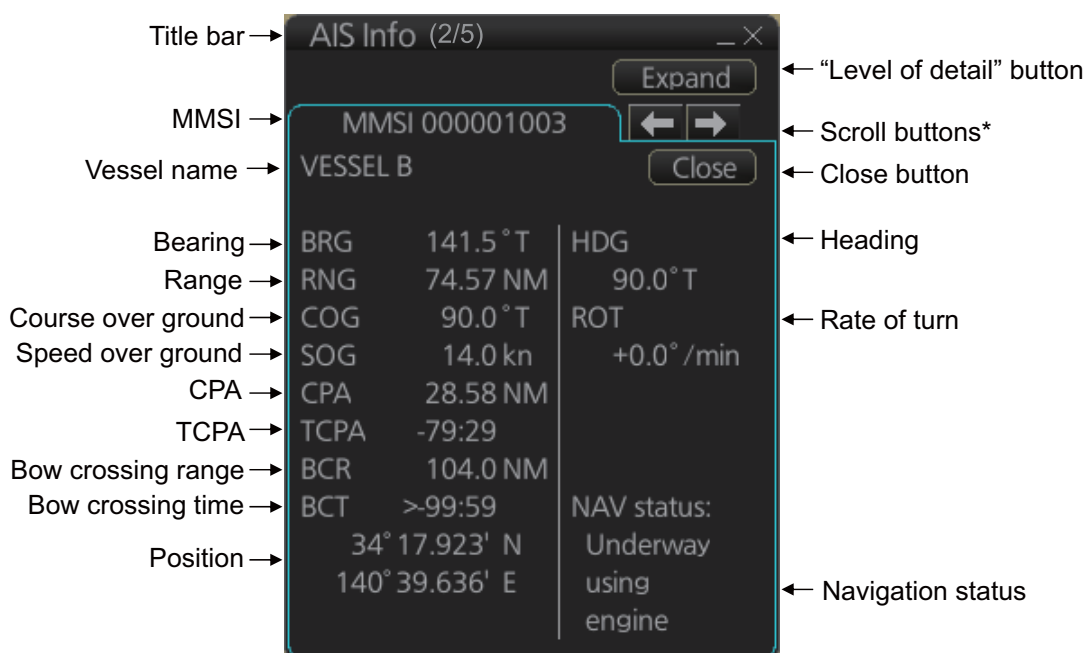 Title bar AIS Info (2/5)
Expand “Level of detail” button
MMSI MMSI 000001003 Scroll buttons*
Vessel name VESSEL B Close Close button
Bearing BRG 141.5°T HDG Heading
Range RNG 74.57 NM 90.0°T
Course over ground COG 90.0°T ROT Rate of turn
Speed over ground SOG 14.0 kn +0.0°/min
CPA CPA 28.58 NM
TCPA TCPA -79:29
Bow crossing range BCR 104.0 NM
Bow crossing time BCT >-99:59 NAV status:
Position 34°17.923' N Underway
140°39.636' E using Navigation status
engine